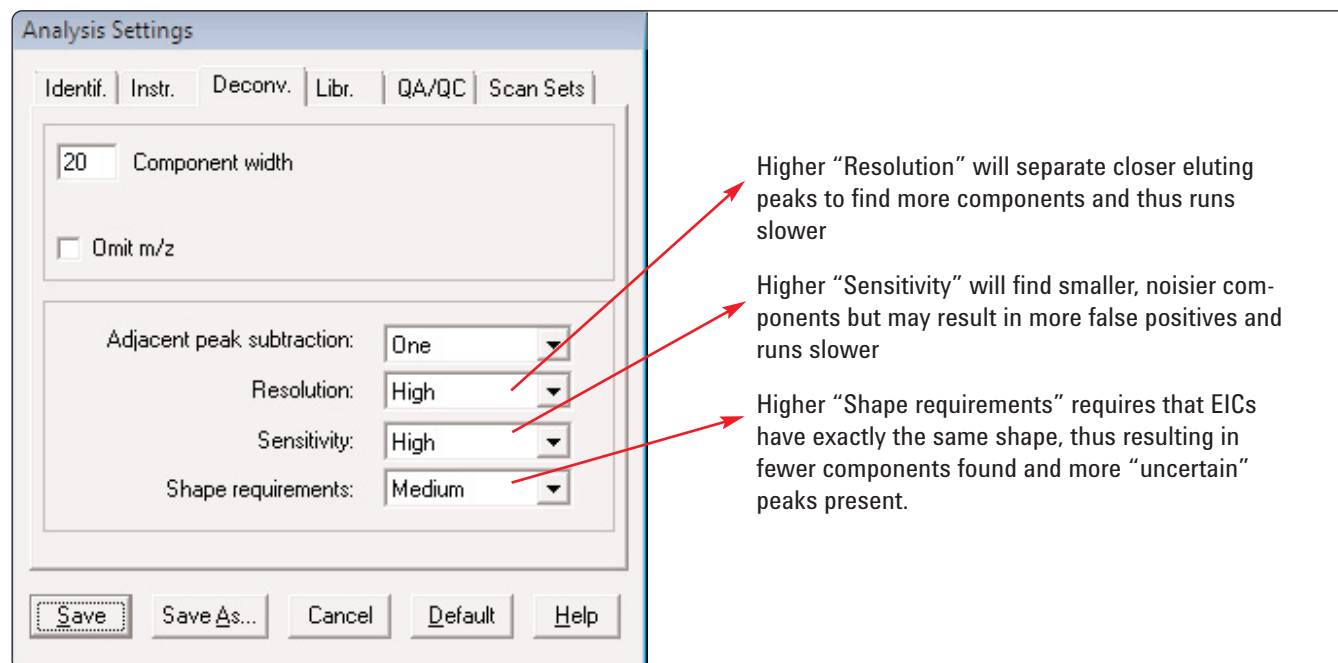 Analysis Settings
Identif. Instr. Deconv. Libr. QA/QC Scan Sets
20 Component width
Omit m/z
Adjacent peak subtraction: One
Resolution: High
Sensitivity: High
Shape requirements: Medium
Save Save As... Cancel Default Help
Higher “Resolution” will separate closer eluting
peaks to find more components and thus runs
slower
Higher “Sensitivity” will find smaller, noisier com-
ponents but may result in more false positives and
runs slower
Higher “Shape requirements” requires that EICs
have exactly the same shape, thus resulting in
fewer components found and more “uncertain”
peaks present.